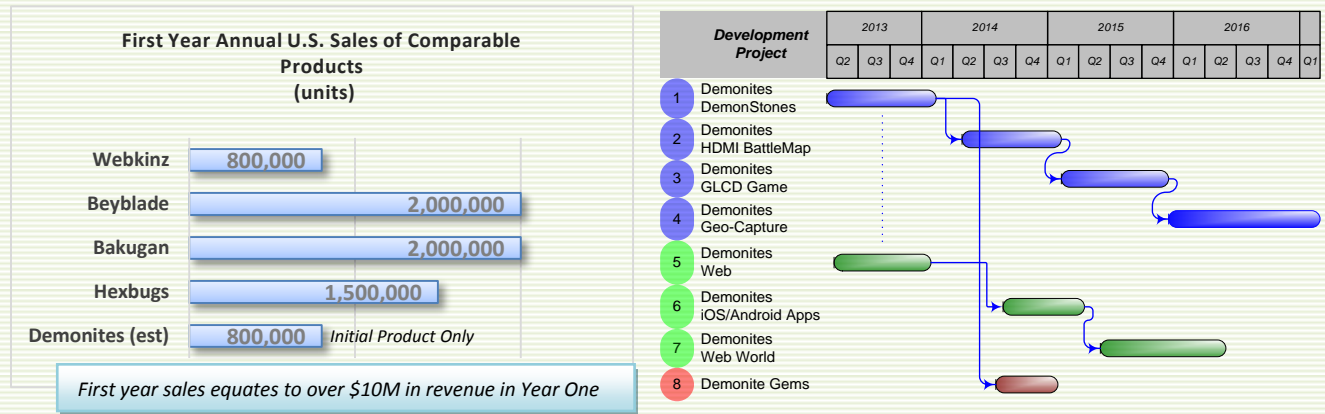 First Year Annual U.S. Sales of Comparable
Products
(units)
Webkinz 800,000
Beyblade 2,000,000
Bakugan 2,000,000
Hexbugs 1,500,000
Demonites (est) 800,000 Initial Product Only
First year sales equates to over $10M in revenue in Year One
Development
Project
2013 2014 2015 2016
Q2 Q3 Q4 Q1 Q2 Q3 Q4 Q1 Q2 Q3 Q4 Q1 Q2 Q3 Q4 Q1
1 Demonites
DemonStones
2 Demonites
HDMI BattleMap
3 Demonites
GLCD Game
4 Demonites
Geo-Capture
5 Demonites
Web
6 Demonites
iOS/Android Apps
7 Demonites
Web World
8 Demonite Gems